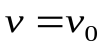 v = v₀